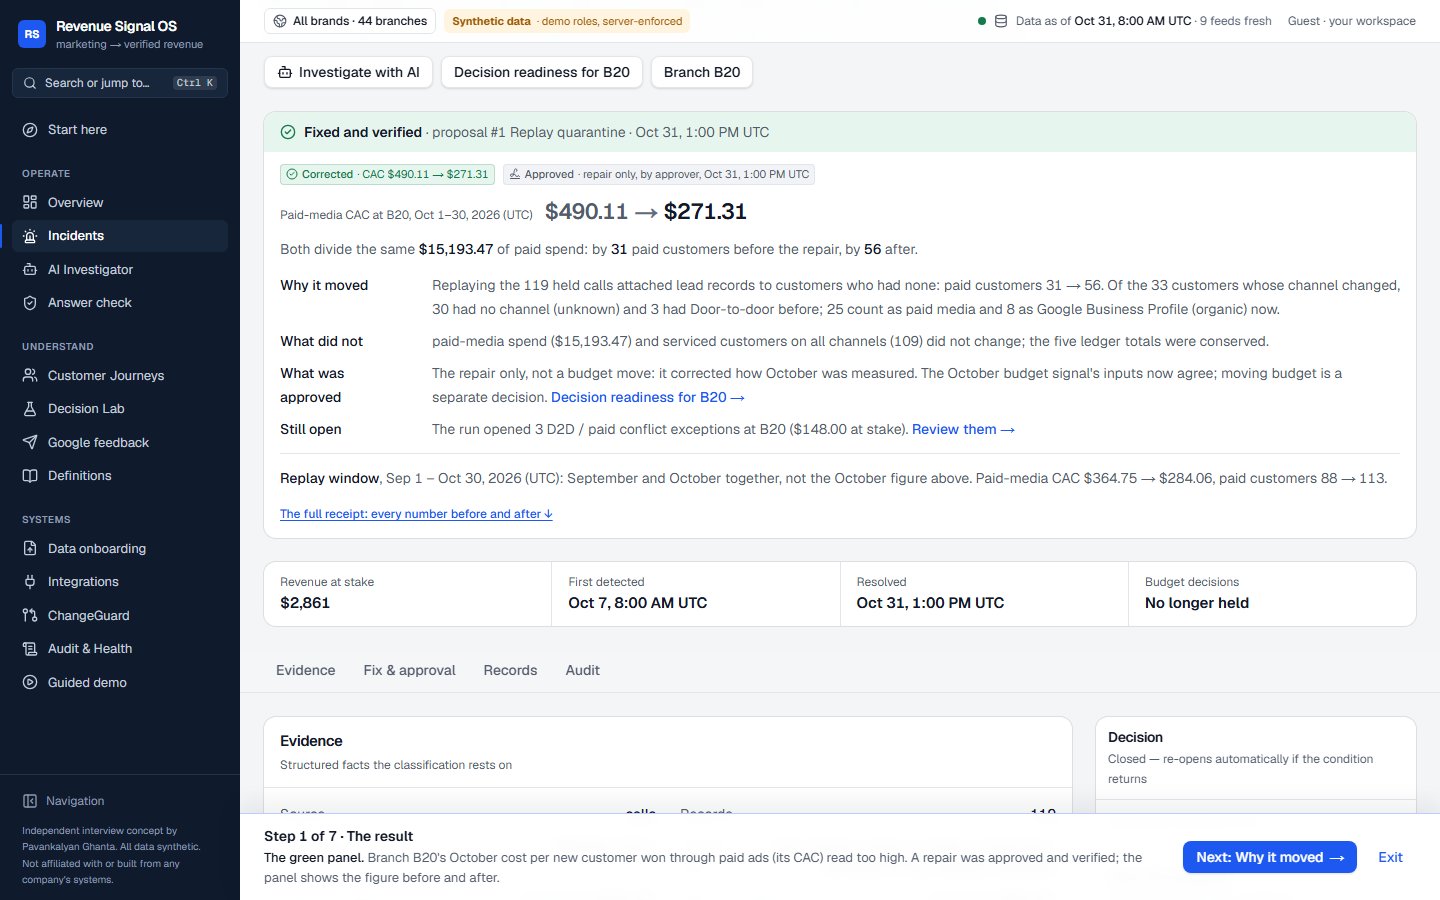 RS
Revenue Signal OS
marketing → verified revenue
Search or jump to...
Ctrl K
Start here
OPERATE
Overview
Incidents
AI Investigator
Answer check
UNDERSTAND
Customer Journeys
Decision Lab
Google feedback
Definitions
SYSTEMS
Data onboarding
Integrations
ChangeGuard
Audit & Health
Guided demo
Navigation
Independent interview concept by
Pavankalyan Ghanta. All data synthetic.
Not affiliated with or built from any
company's systems.
All brands · 44 branches
Synthetic data · demo roles, server-enforced
Data as of Oct 31, 8:00 AM UTC · 9 feeds fresh
Guest · your workspace
Investigate with AI
Decision readiness for B20
Branch B20
Fixed and verified · proposal #1 Replay quarantine · Oct 31, 1:00 PM UTC
Corrected · CAC $490.11 → $271.31
Approved · repair only, by approver, Oct 31, 1:00 PM UTC
Paid-media CAC at B20, Oct 1–30, 2026 (UTC) $490.11 → $271.31
Both divide the same $15,193.47 of paid spend: by 31 paid customers before the repair, by 56 after.
Why it moved
Replaying the 119 held calls attached lead records to customers who had none: paid customers 31 → 56. Of the 33 customers whose channel changed,
30 had no channel (unknown) and 3 had Door-to-door before; 25 count as paid media and 8 as Google Business Profile (organic) now.
What did not
paid-media spend ($15,193.47) and serviced customers on all channels (109) did not change; the five ledger totals were conserved.
What was
approved
The repair only, not a budget move: it corrected how October was measured. The October budget signal's inputs now agree; moving budget is a
separate decision. Decision readiness for B20 →
Still open
The run opened 3 D2D / paid conflict exceptions at B20 ($148.00 at stake). Review them →
Replay window, Sep 1 – Oct 30, 2026 (UTC): September and October together, not the October figure above. Paid-media CAC $364.75 → $284.06, paid customers 88 → 113.
The full receipt: every number before and after ↓
Revenue at stake
$2,861
First detected
Oct 7, 8:00 AM UTC
Resolved
Oct 31, 1:00 PM UTC
Budget decisions
No longer held
Evidence
Fix & approval
Records
Audit
Evidence
Structured facts the classification rests on
Decision
Closed — re-opens automatically if the condition
returns
Source
calls
Records
119
Step 1 of 7 · The result
The green panel. Branch B20's October cost per new customer won through paid ads (its CAC) read too high. A repair was approved and verified; the
panel shows the figure before and after.
Next: Why it moved →
Exit